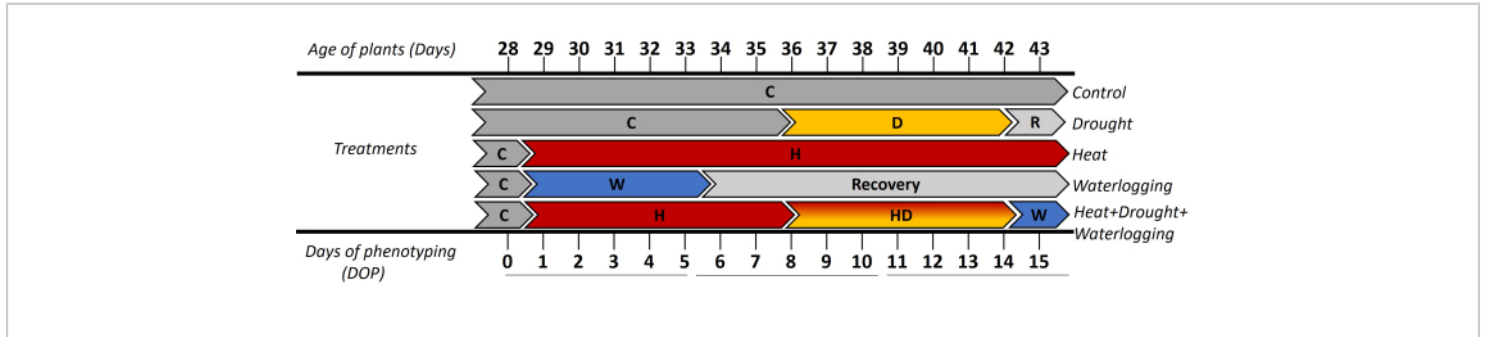 Age of plants (Days) 28 29 30 31 32 33 34 35 36 37 38 39 40 41 42 43
C Control
C D R Drought
Treatments
C H Heat
C W Recovery Waterlogging
C H HD W Heat+Drought+
Waterlogging
Days of phenotyping
(DOP)
0 1 2 3 4 5 6 7 8 9 10 11 12 13 14 15